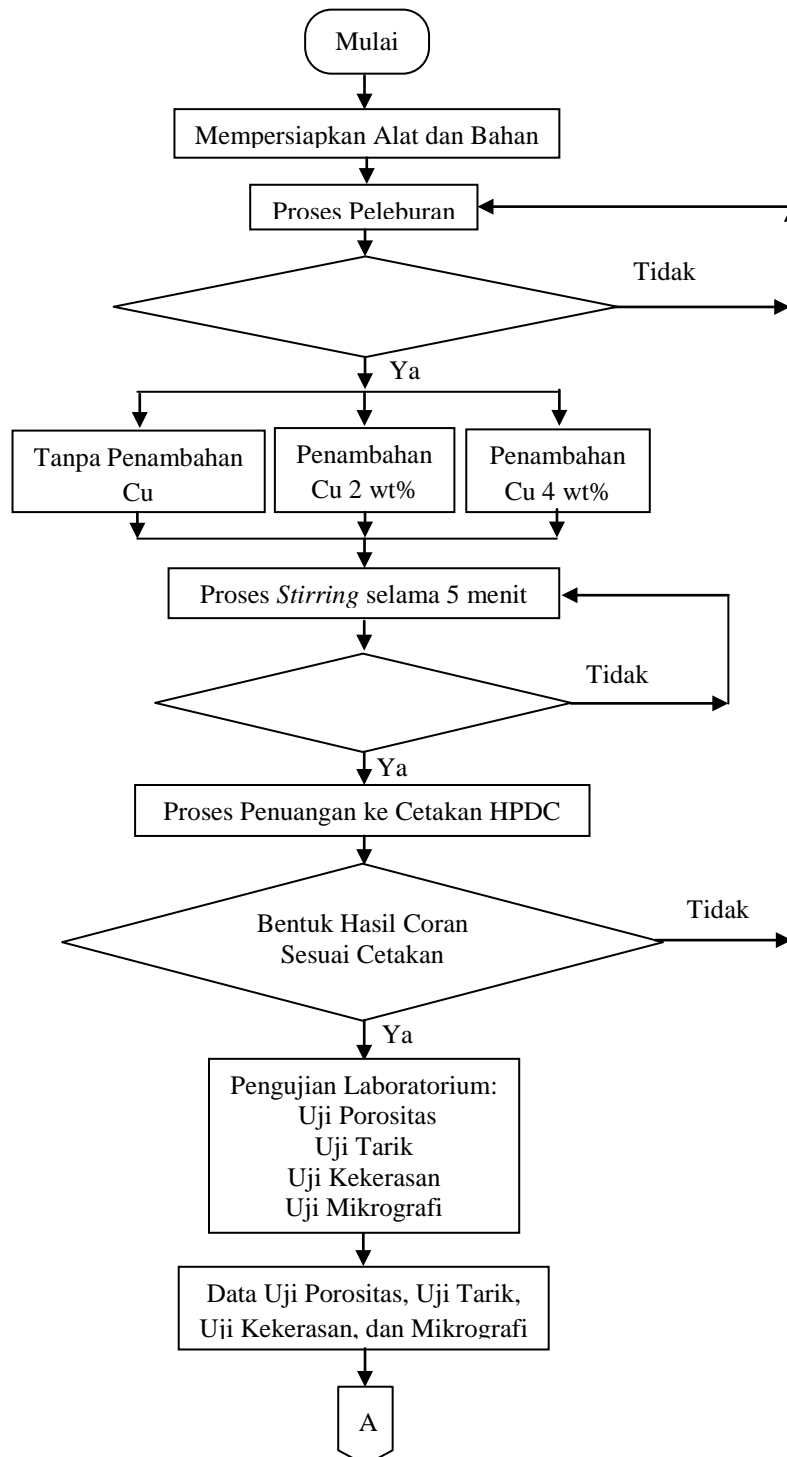 Mulai
Mempersiapkan Alat dan Bahan
Proses Peleburan
Tidak
Ya
Tanpa Penambahan
Cu
Penambahan
Cu 2 wt%
Penambahan
Cu 4 wt%
Proses Stirring selama 5 menit
Tidak
Ya
Proses Penuangan ke Cetakan HPDC
Bentuk Hasil Coran
Sesuai Cetakan
Tidak
Ya
Pengujian Laboratorium:
Uji Porositas
Uji Tarik
Uji Kekerasan
Uji Mikrografi
Data Uji Porositas, Uji Tarik,
Uji Kekerasan, dan Mikrografi
A